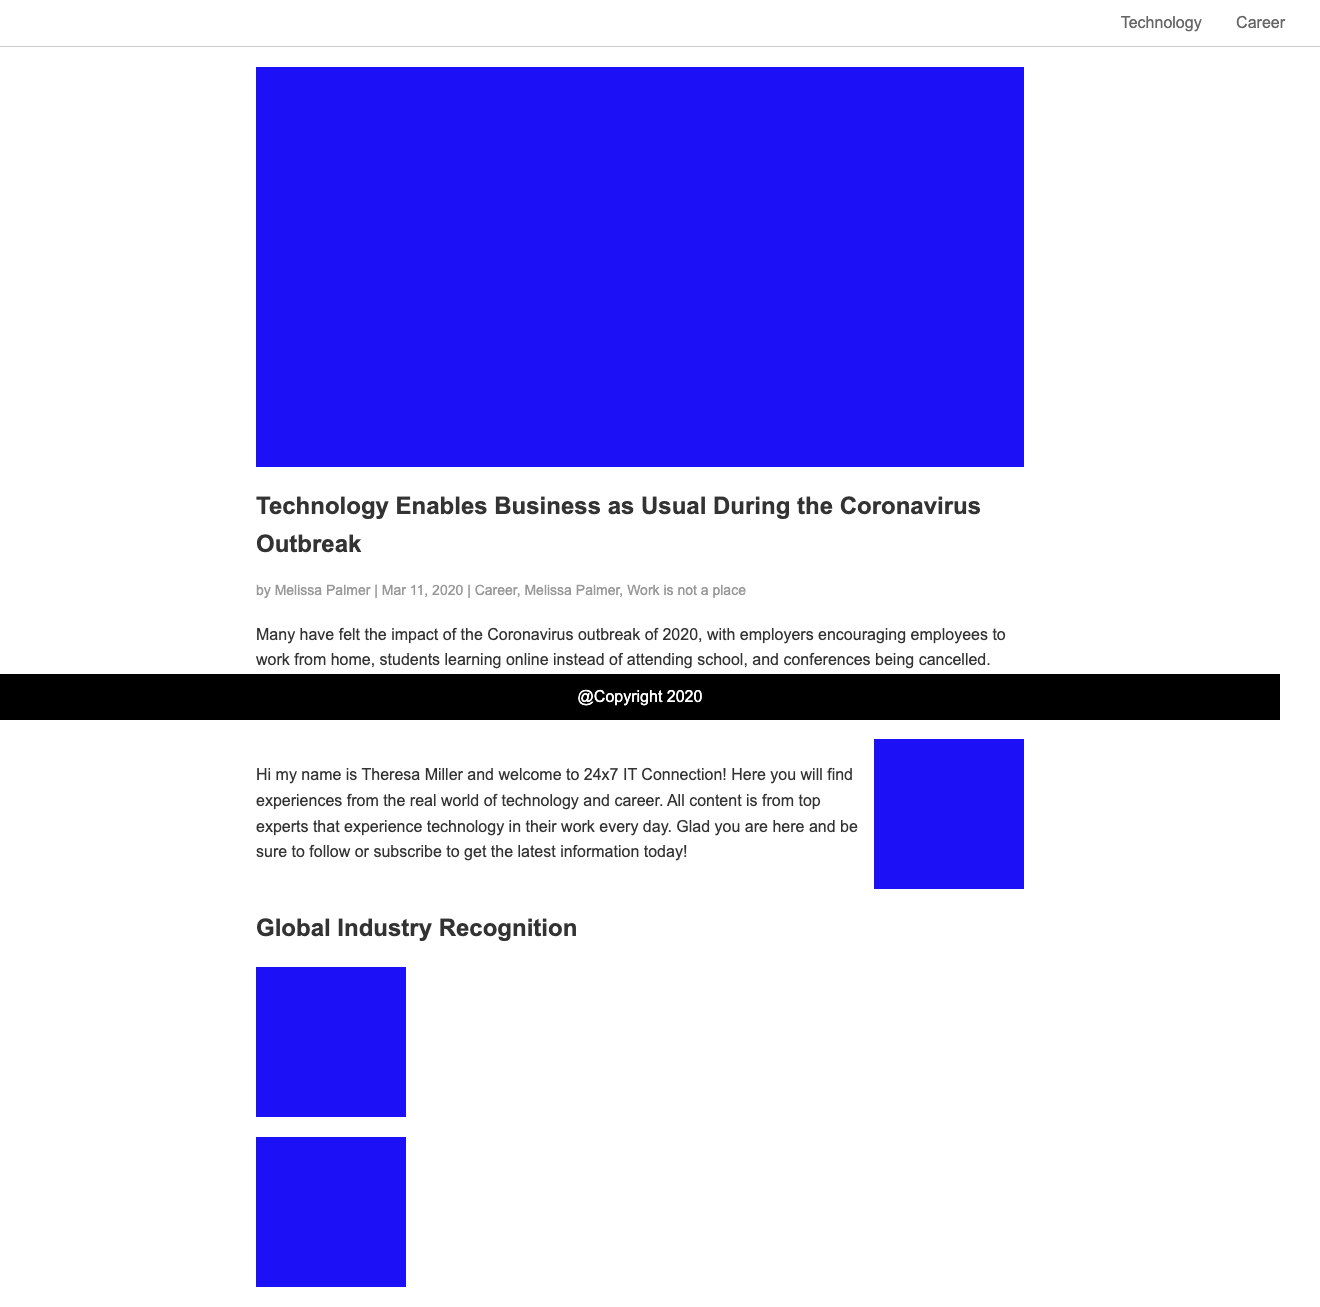 Technology Career
Technology Enables Business as Usual During the Coronavirus
Outbreak
by Melissa Palmer | Mar 11, 2020 | Career, Melissa Palmer, Work is not a place
Many have felt the impact of the Coronavirus outbreak of 2020, with employers encouraging employees to
work from home, students learning online instead of attending school, and conferences being cancelled.
@Copyright 2020
Hi my name is Theresa Miller and welcome to 24x7 IT Connection! Here you will find
experiences from the real world of technology and career. All content is from top
experts that experience technology in their work every day. Glad you are here and be
sure to follow or subscribe to get the latest information today!
Global Industry Recognition